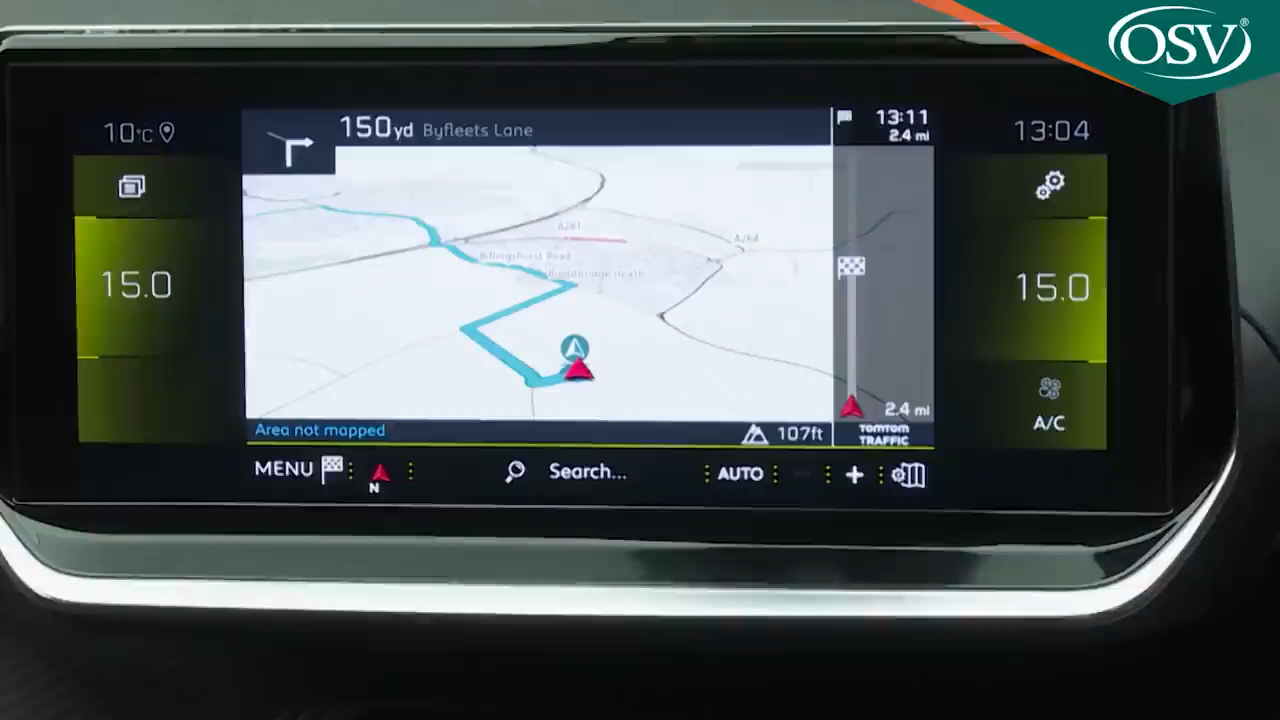 OSV®
10°C
150yd Byfleets Lane
13:11
2.4 mi
13:04
A281
A264
Billingshurst Road
Broadbridge Heath
15.0
15.0
2.4 mi
Area not mapped
107ft
TOMTOM
TRAFFIC
A/C
MENU
N
Search...
AUTO
+